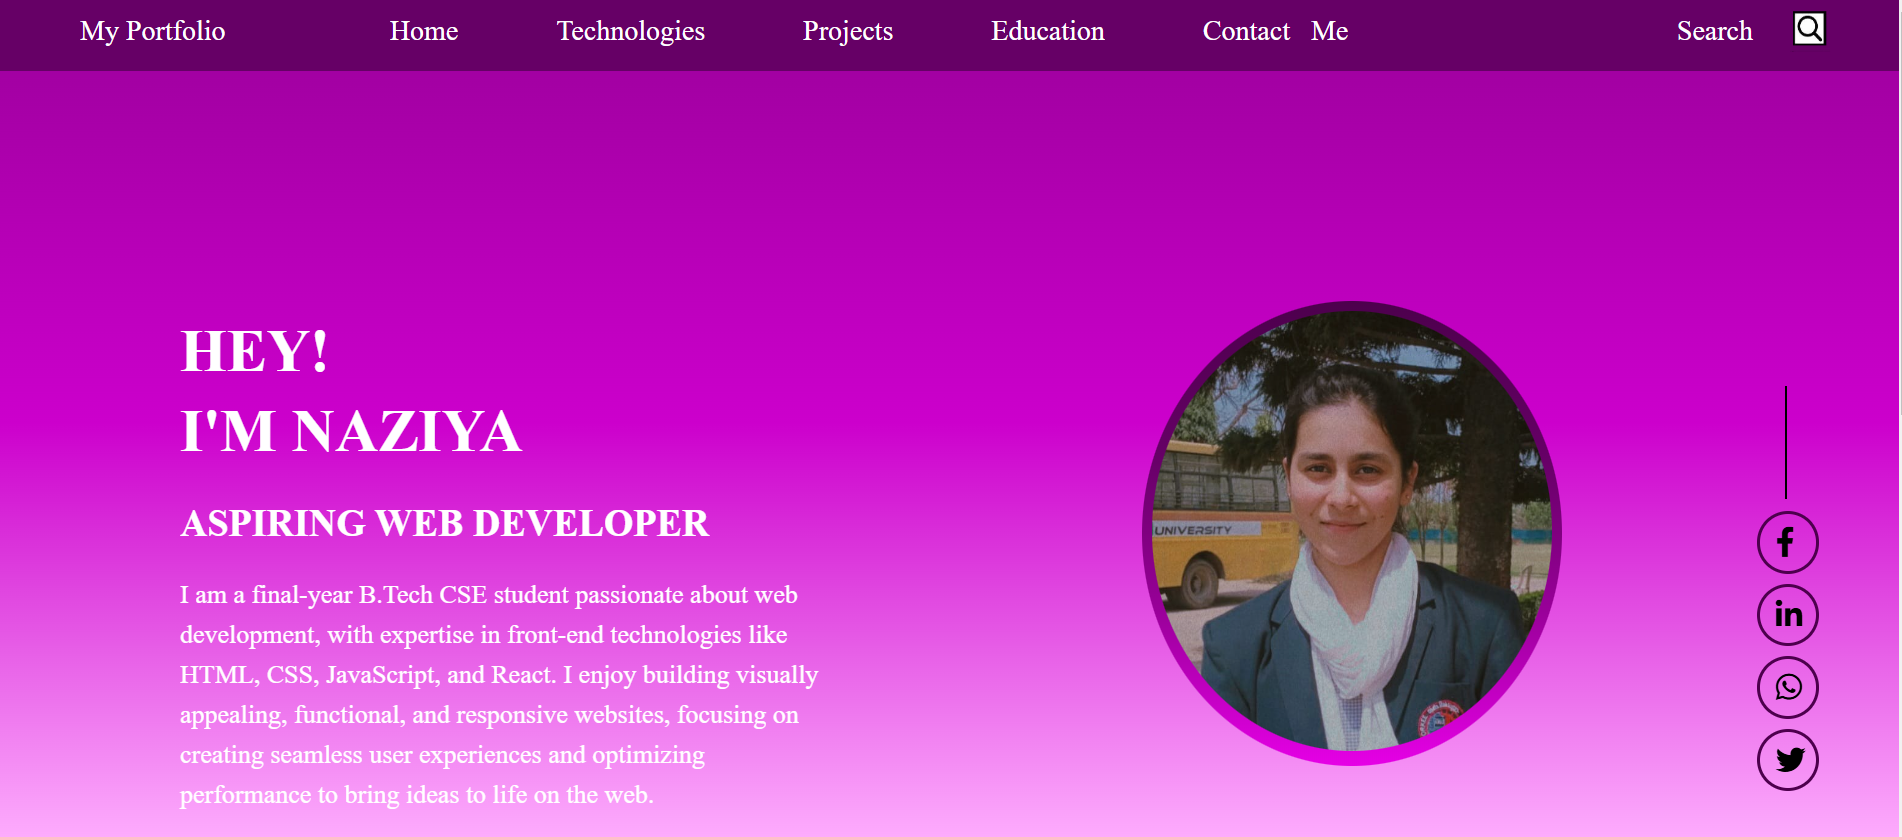 My Portfolio Home Technologies Projects Education Contact Me Search
HEY!
I'M NAZIYA
ASPIRING WEB DEVELOPER
I am a final-year B.Tech CSE student passionate about web
development, with expertise in front-end technologies like
HTML, CSS, JavaScript, and React. I enjoy building visually
appealing, functional, and responsive websites, focusing on
creating seamless user experiences and optimizing
performance to bring ideas to life on the web.
UNIVERSITY